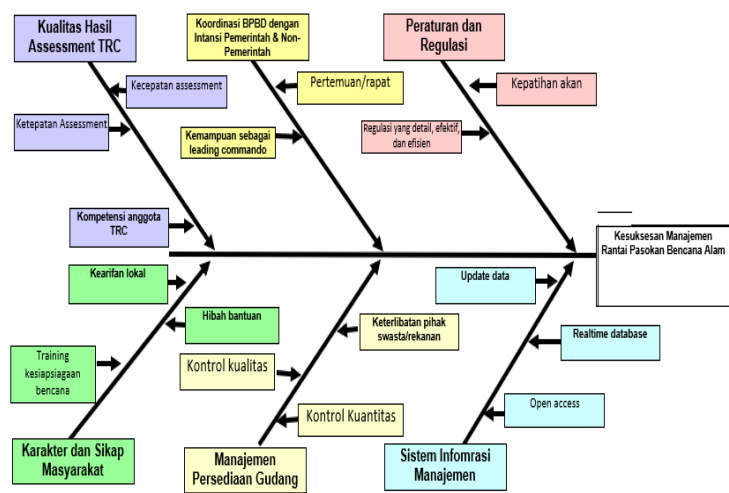 Kualitas Hasil
Assessment TRC
Koordinasi BPBD dengan
Intansi Pemerintah & Non-
Pemerintah
Peraturan dan
Regulasi
Kecepatan assessment
Pertemuan/rapat
Kepatihan akan
Ketepatan Assessment
Kemampuan sebagai
leading commando
Regulasi yang detail, efektif,
dan efisien
Kompetensi anggota
TRC
Kesuksesan Manajemen
Rantai Pasokan Bencana Alam
Kearifan lokal
Update data
Hibah bantuan
Keterlibatan pihak
swasta/rekanan
Realtime database
Training
kesiapsiagaan
bencana
Kontrol kualitas
Kontrol Kuantitas
Open access
Karakter dan Sikap
Masyarakat
Manajemen
Persediaan Gudang
Sistem Infomrasi
Manajemen